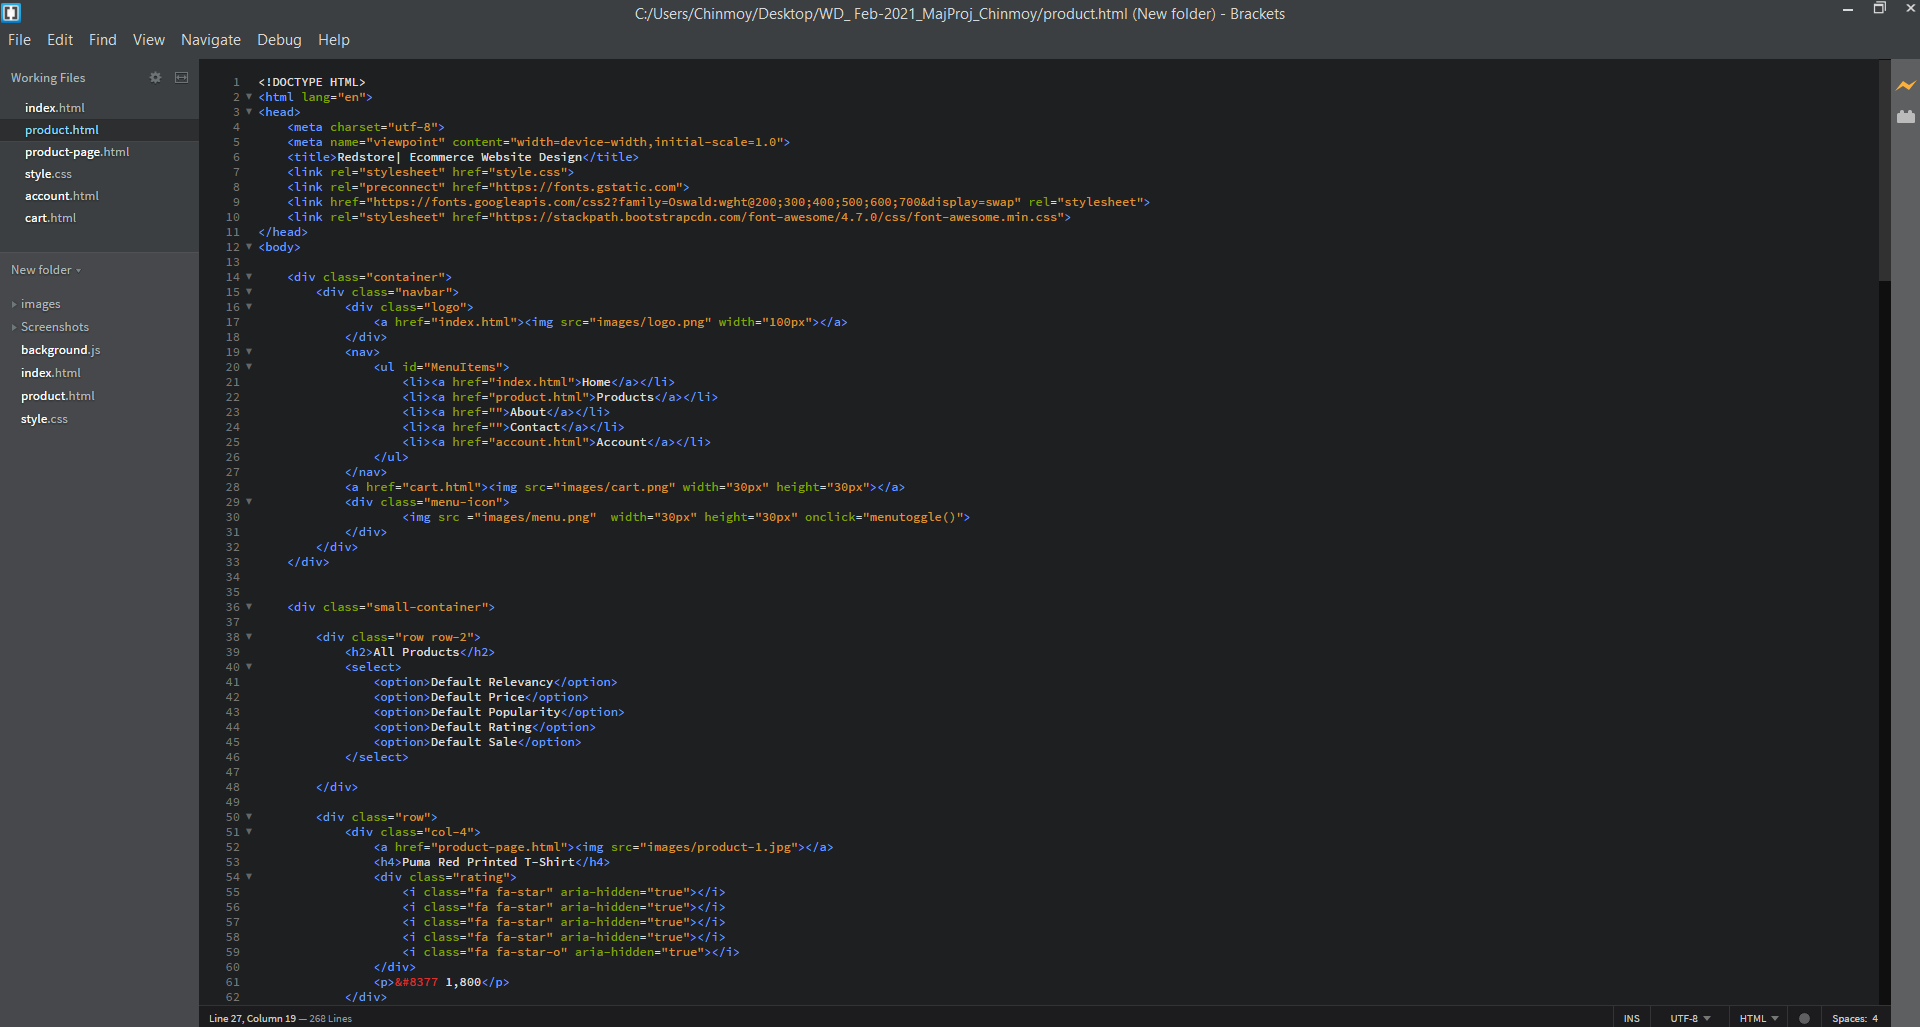 C:/Users/Chinmoy/Desktop/WD_ Feb-2021_MajProj_Chinmoy/product.html (New folder) - Brackets
File Edit Find View Navigate Debug Help
Working Files
index.html
product.html
product-page.html
style.css
account.html
cart.html
New folder
images
Screenshots
background.js
index.html
product.html
style.css
1 <!DOCTYPE HTML>
2 <html lang="en">
3 <head>
4     <meta charset="utf-8">
5     <meta name="viewpoint" content="width=device-width,initial-scale=1.0">
6     <title>Redstore| Ecommerce Website Design</title>
7     <link rel="stylesheet" href="style.css">
8     <link rel="preconnect" href="https://fonts.gstatic.com">
9     <link href="https://fonts.googleapis.com/css2?family=Oswald:wght@200;300;400;500;600;700&display=swap" rel="stylesheet">
10     <link rel="stylesheet" href="https://stackpath.bootstrapcdn.com/font-awesome/4.7.0/css/font-awesome.min.css">
11 </head>
12 <body>
13
14     <div class="container">
15         <div class="navbar">
16             <div class="logo">
17                 <a href="index.html"><img src="images/logo.png" width="100px"></a>
18             </div>
19             <nav>
20                 <ul id="MenuItems">
21                     <li><a href="index.html">Home</a></li>
22                     <li><a href="product.html">Products</a></li>
23                     <li><a href="">About</a></li>
24                     <li><a href="">Contact</a></li>
25                     <li><a href="account.html">Account</a></li>
26                 </ul>
27             </nav>
28             <a href="cart.html"><img src="images/cart.png" width="30px" height="30px"></a>
29             <div class="menu-icon">
30                     <img src ="images/menu.png"  width="30px" height="30px" onclick="menutoggle()">
31             </div>
32         </div>
33     </div>
34
35
36     <div class="small-container">
37
38         <div class="row row-2">
39             <h2>All Products</h2>
40             <select>
41                 <option>Default Relevancy</option>
42                 <option>Default Price</option>
43                 <option>Default Popularity</option>
44                 <option>Default Rating</option>
45                 <option>Default Sale</option>
46             </select>
47
48         </div>
49
50         <div class="row">
51             <div class="col-4">
52                 <a href="product-page.html"><img src="images/product-1.jpg"></a>
53                 <h4>Puma Red Printed T-Shirt</h4>
54                 <div class="rating">
55                     <i class="fa fa-star" aria-hidden="true"></i>
56                     <i class="fa fa-star" aria-hidden="true"></i>
57                     <i class="fa fa-star" aria-hidden="true"></i>
58                     <i class="fa fa-star" aria-hidden="true"></i>
59                     <i class="fa fa-star-o" aria-hidden="true"></i>
60                 </div>
61                 <p>&#8377 1,800</p>
62             </div>
Line 27, Column 19 — 268 Lines INS UTF-8 HTML Spaces: 4